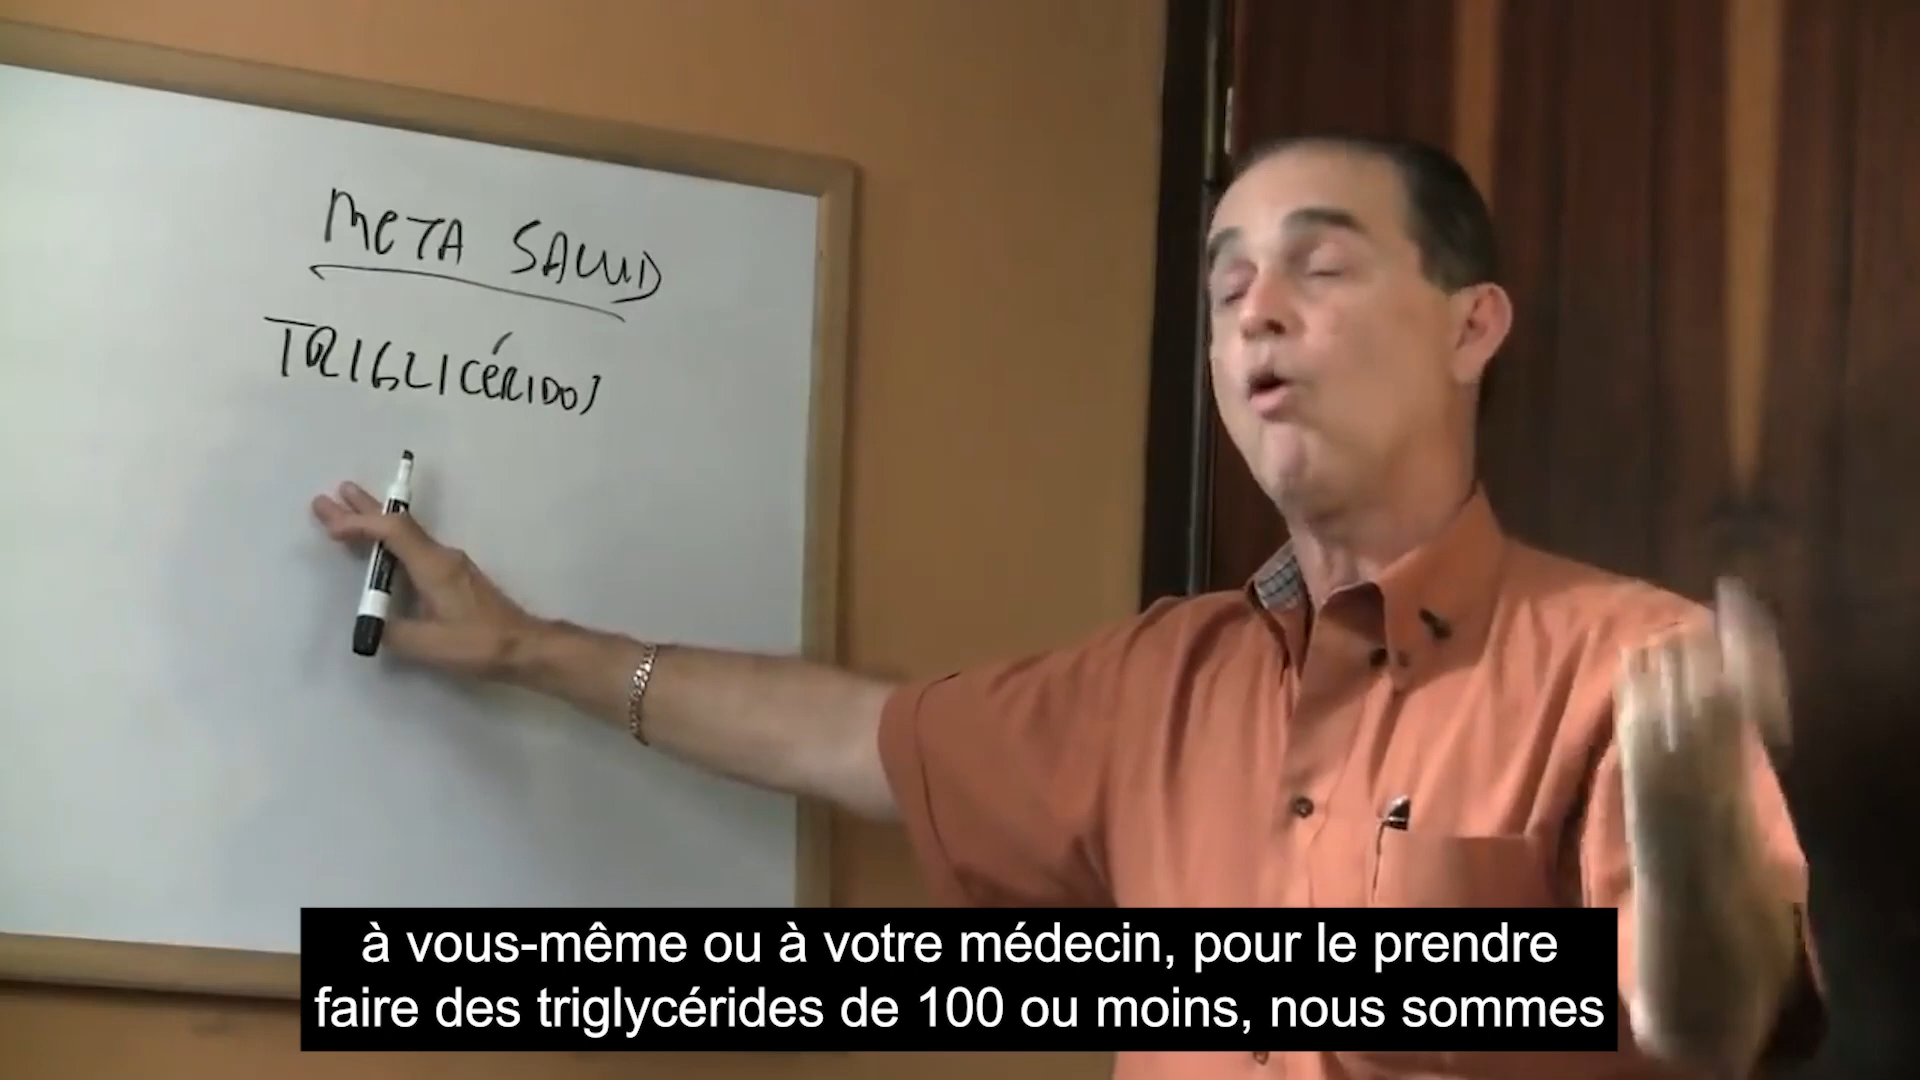 META SALUD
TRIGLICÉRIDOS
à vous-même ou à votre médecin, pour le prendre
faire des triglycérides de 100 ou moins, nous sommes